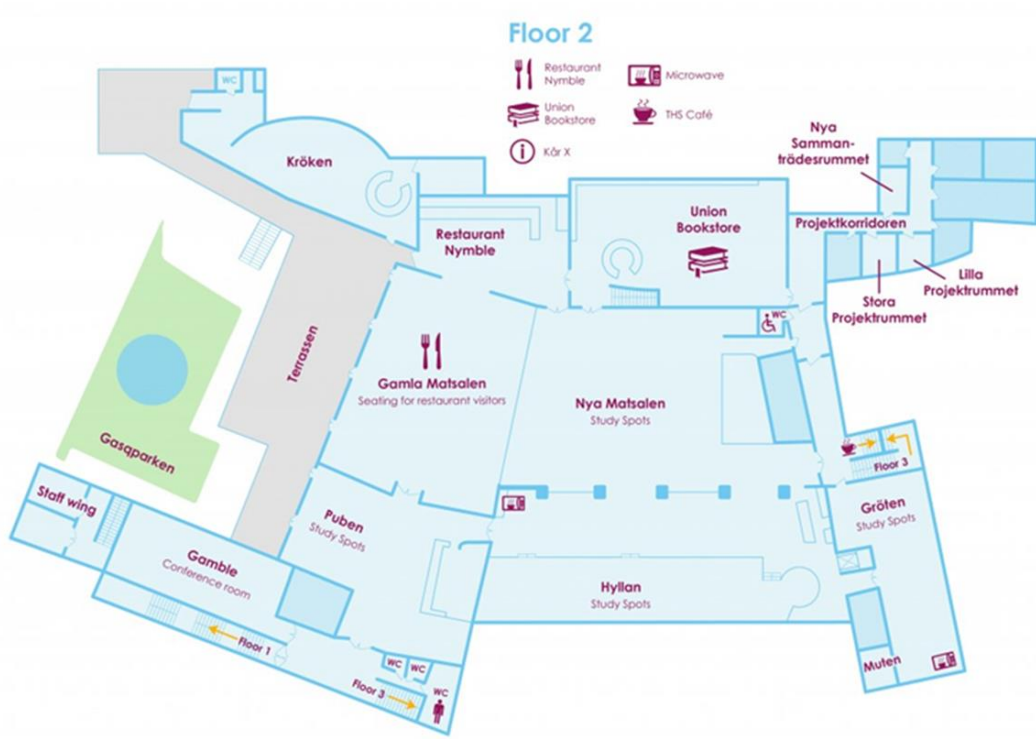 Floor 2
Restaurant
Nymble
Microwave
Union
Bookstore
THS Café
Kår X
WC
Kröken
Nya
Samman-
trädesrummet
Union
Bookstore
Projektkorridoren
Restaurant
Nymble
Lilla
Projektrummet
Stora
Projektrummet
WC
Terrassen
Gamla Matsalen
Seating for restaurant visitors
Nya Matsalen
Study Spots
Gasqparken
Floor 3
Staff wing
Puben
Study Spots
Gröten
Study Spots
Gamble
Conference room
Hyllan
Study Spots
Floor 1
WC
WC
Muten
Floor 3
WC